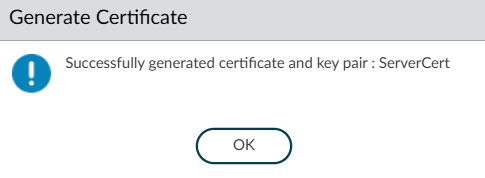 Generate Certificate
Successfully generated certificate and key pair : ServerCert
OK